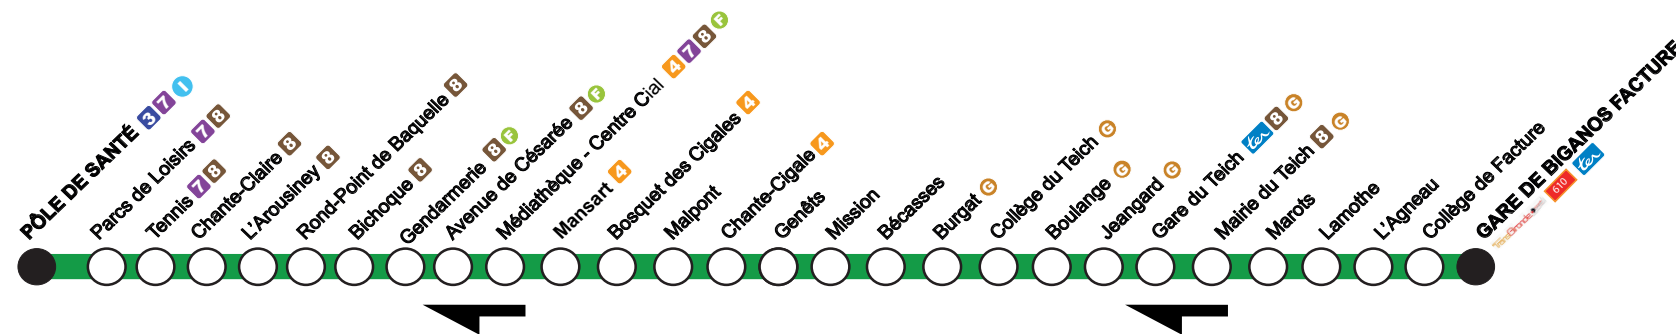 PÔLE DE SANTÉ 3 7 1
Parcs de Loisirs 7 8
Tennis 7 8
Chante-Claire 8
L'Arousiney 8
Rond-Point de Baquelle 8
Bichoque 8
Gendarmerie 8 F
Avenue de Césarée 8 F
Médiathèque - Centre Cial 4 7 8 F
Mansart 4
Bosquet des Cigales 4
Malpont
Chante-Cigale 4
Genêts
Mission
Bécasses
Burgat G
Collège du Teich G
Boulange G
Jeangard G
Gare du Teich ter 8 G
Mairie du Teich 8 G
Marots
Lamothe
L'Agneau
Collège de Facture
GARE DE BIGANOS FACTURE
TransGironde 610 ter